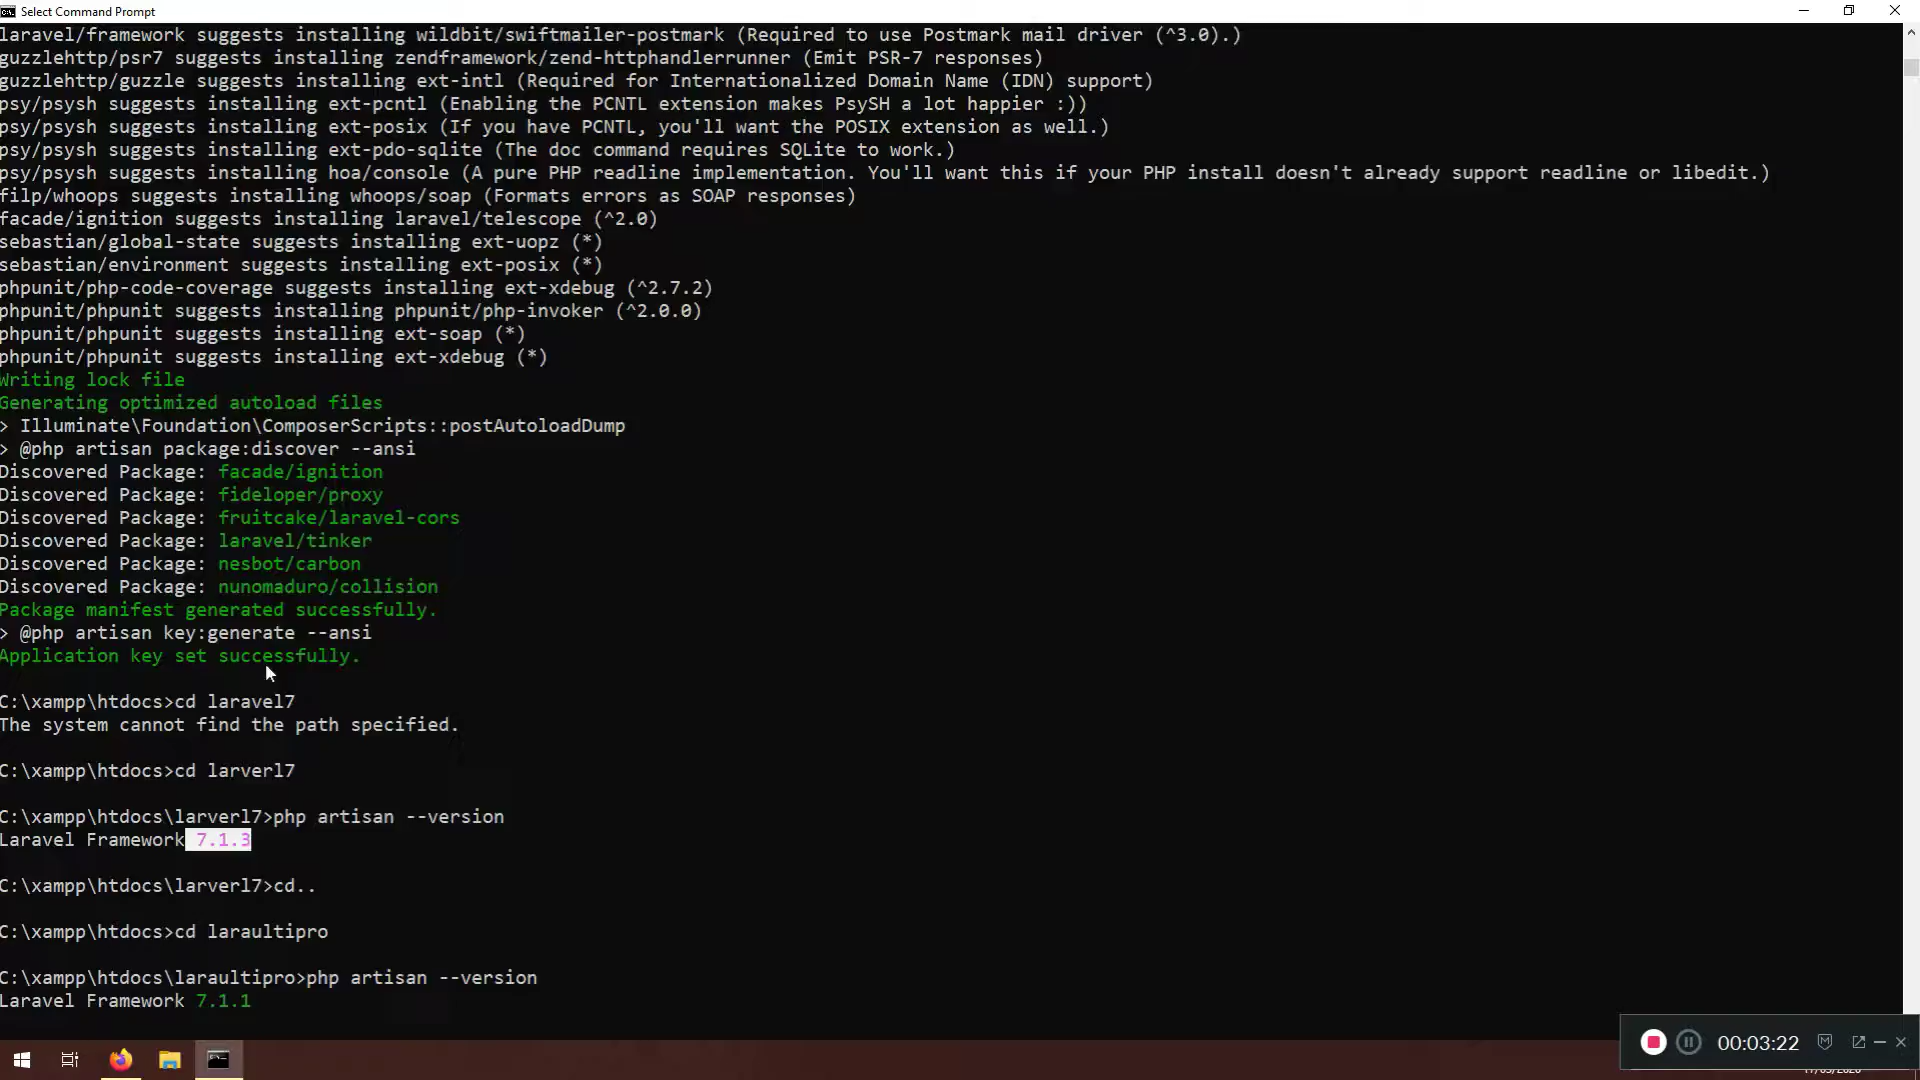 Select Command Prompt
laravel/framework suggests installing wildbit/swiftmailer-postmark (Required to use Postmark mail driver (^3.0).)
guzzlehttp/psr7 suggests installing zendframework/zend-httphandlerrunner (Emit PSR-7 responses)
guzzlehttp/guzzle suggests installing ext-intl (Required for Internationalized Domain Name (IDN) support)
psy/psysh suggests installing ext-pcntl (Enabling the PCNTL extension makes PsySH a lot happier :))
psy/psysh suggests installing ext-posix (If you have PCNTL, you'll want the POSIX extension as well.)
psy/psysh suggests installing ext-pdo-sqlite (The doc command requires SQLite to work.)
psy/psysh suggests installing hoa/console (A pure PHP readline implementation. You'll want this if your PHP install doesn't already support readline or libedit.)
filp/whoops suggests installing whoops/soap (Formats errors as SOAP responses)
facade/ignition suggests installing laravel/telescope (^2.0)
sebastian/global-state suggests installing ext-uopz (*)
sebastian/environment suggests installing ext-posix (*)
phpunit/php-code-coverage suggests installing ext-xdebug (^2.7.2)
phpunit/phpunit suggests installing phpunit/php-invoker (^2.0.0)
phpunit/phpunit suggests installing ext-soap (*)
phpunit/phpunit suggests installing ext-xdebug (*)
Writing lock file
Generating optimized autoload files
> Illuminate\Foundation\ComposerScripts::postAutoloadDump
> @php artisan package:discover --ansi
Discovered Package: facade/ignition
Discovered Package: fideloper/proxy
Discovered Package: fruitcake/laravel-cors
Discovered Package: laravel/tinker
Discovered Package: nesbot/carbon
Discovered Package: nunomaduro/collision
Package manifest generated successfully.
> @php artisan key:generate --ansi
Application key set successfully.
C:\xampp\htdocs>cd laravel7
The system cannot find the path specified.
C:\xampp\htdocs>cd larverl7
C:\xampp\htdocs\larverl7>php artisan --version
Laravel Framework 7.1.3
C:\xampp\htdocs\larverl7>cd..
C:\xampp\htdocs>cd laraultipro
C:\xampp\htdocs\laraultipro>php artisan --version
Laravel Framework 7.1.1
00:03:22